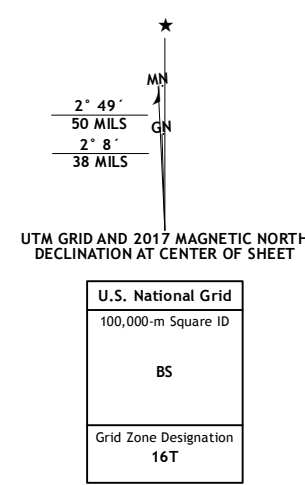 ★
MN
2° 49´
50 MILS
GN
2° 8´
38 MILS
UTM GRID AND 2017 MAGNETIC NORTH
DECLINATION AT CENTER OF SHEET
U.S. National Grid
100,000-m Square ID
BS
Grid Zone Designation
16T